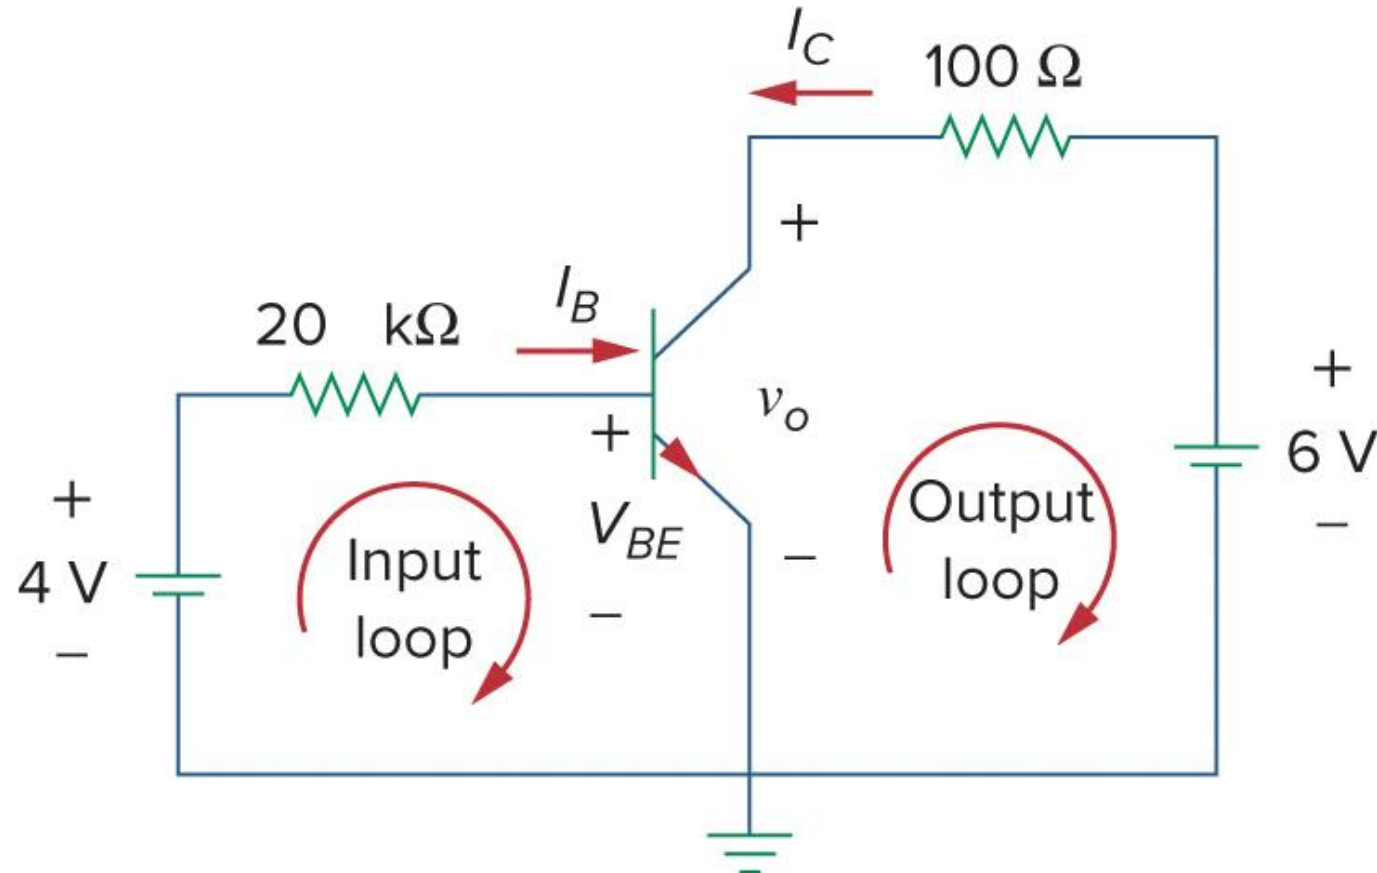 I_C
100 Ω
+
I_B
20 kΩ
+
v_o
+
6 V
−
+
4 V
−
V_BE
−
−
Input
loop
Output
loop